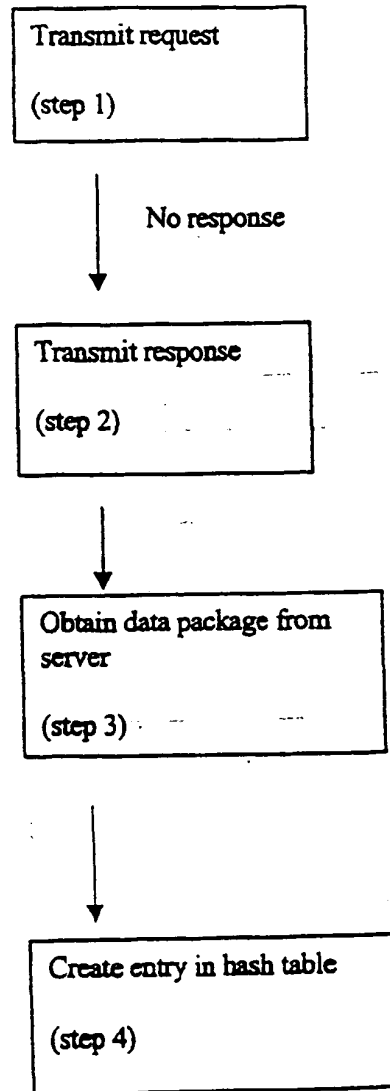 Transmit request
(step 1)
No response
Transmit response
(step 2)
Obtain data package from
server
(step 3)
Create entry in hash table
(step 4)